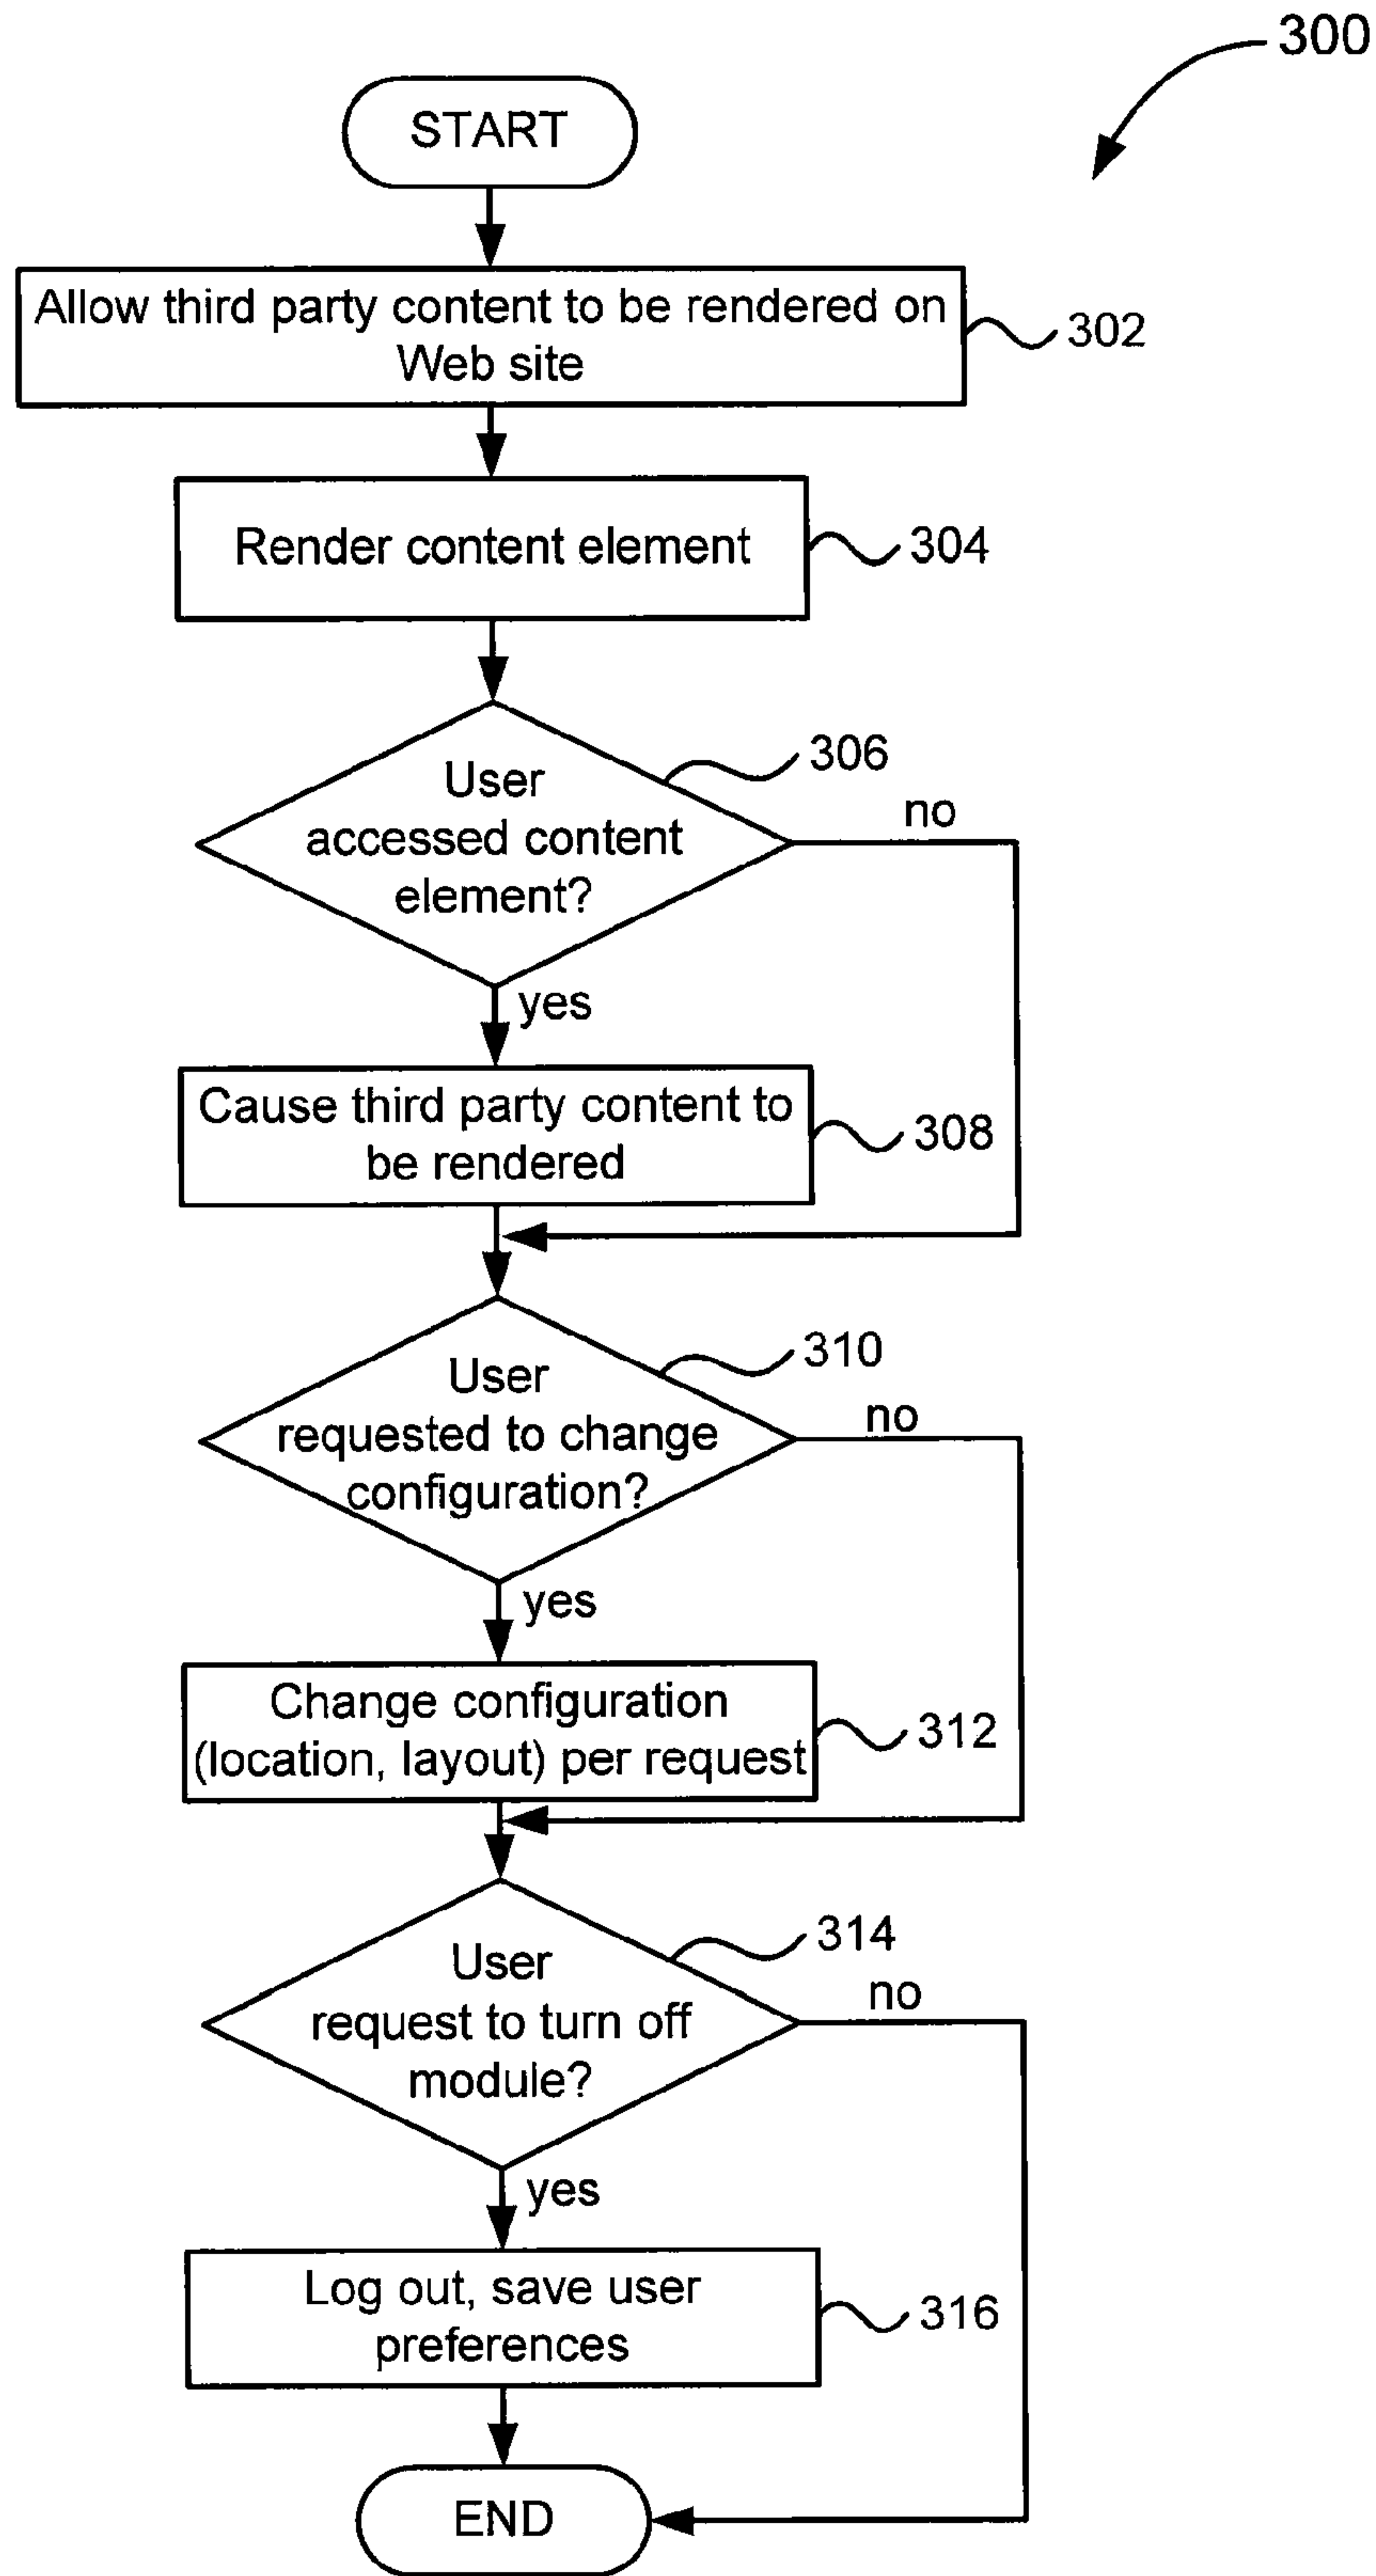 300
START
Allow third party content to be rendered on
Web site
302
Render content element
304
306
User
accessed content
element?
no
yes
Cause third party content to
be rendered
308
310
User
requested to change
configuration?
no
yes
Change configuration
(location, layout) per request
312
314
User
request to turn off
module?
no
yes
Log out, save user
preferences
316
END